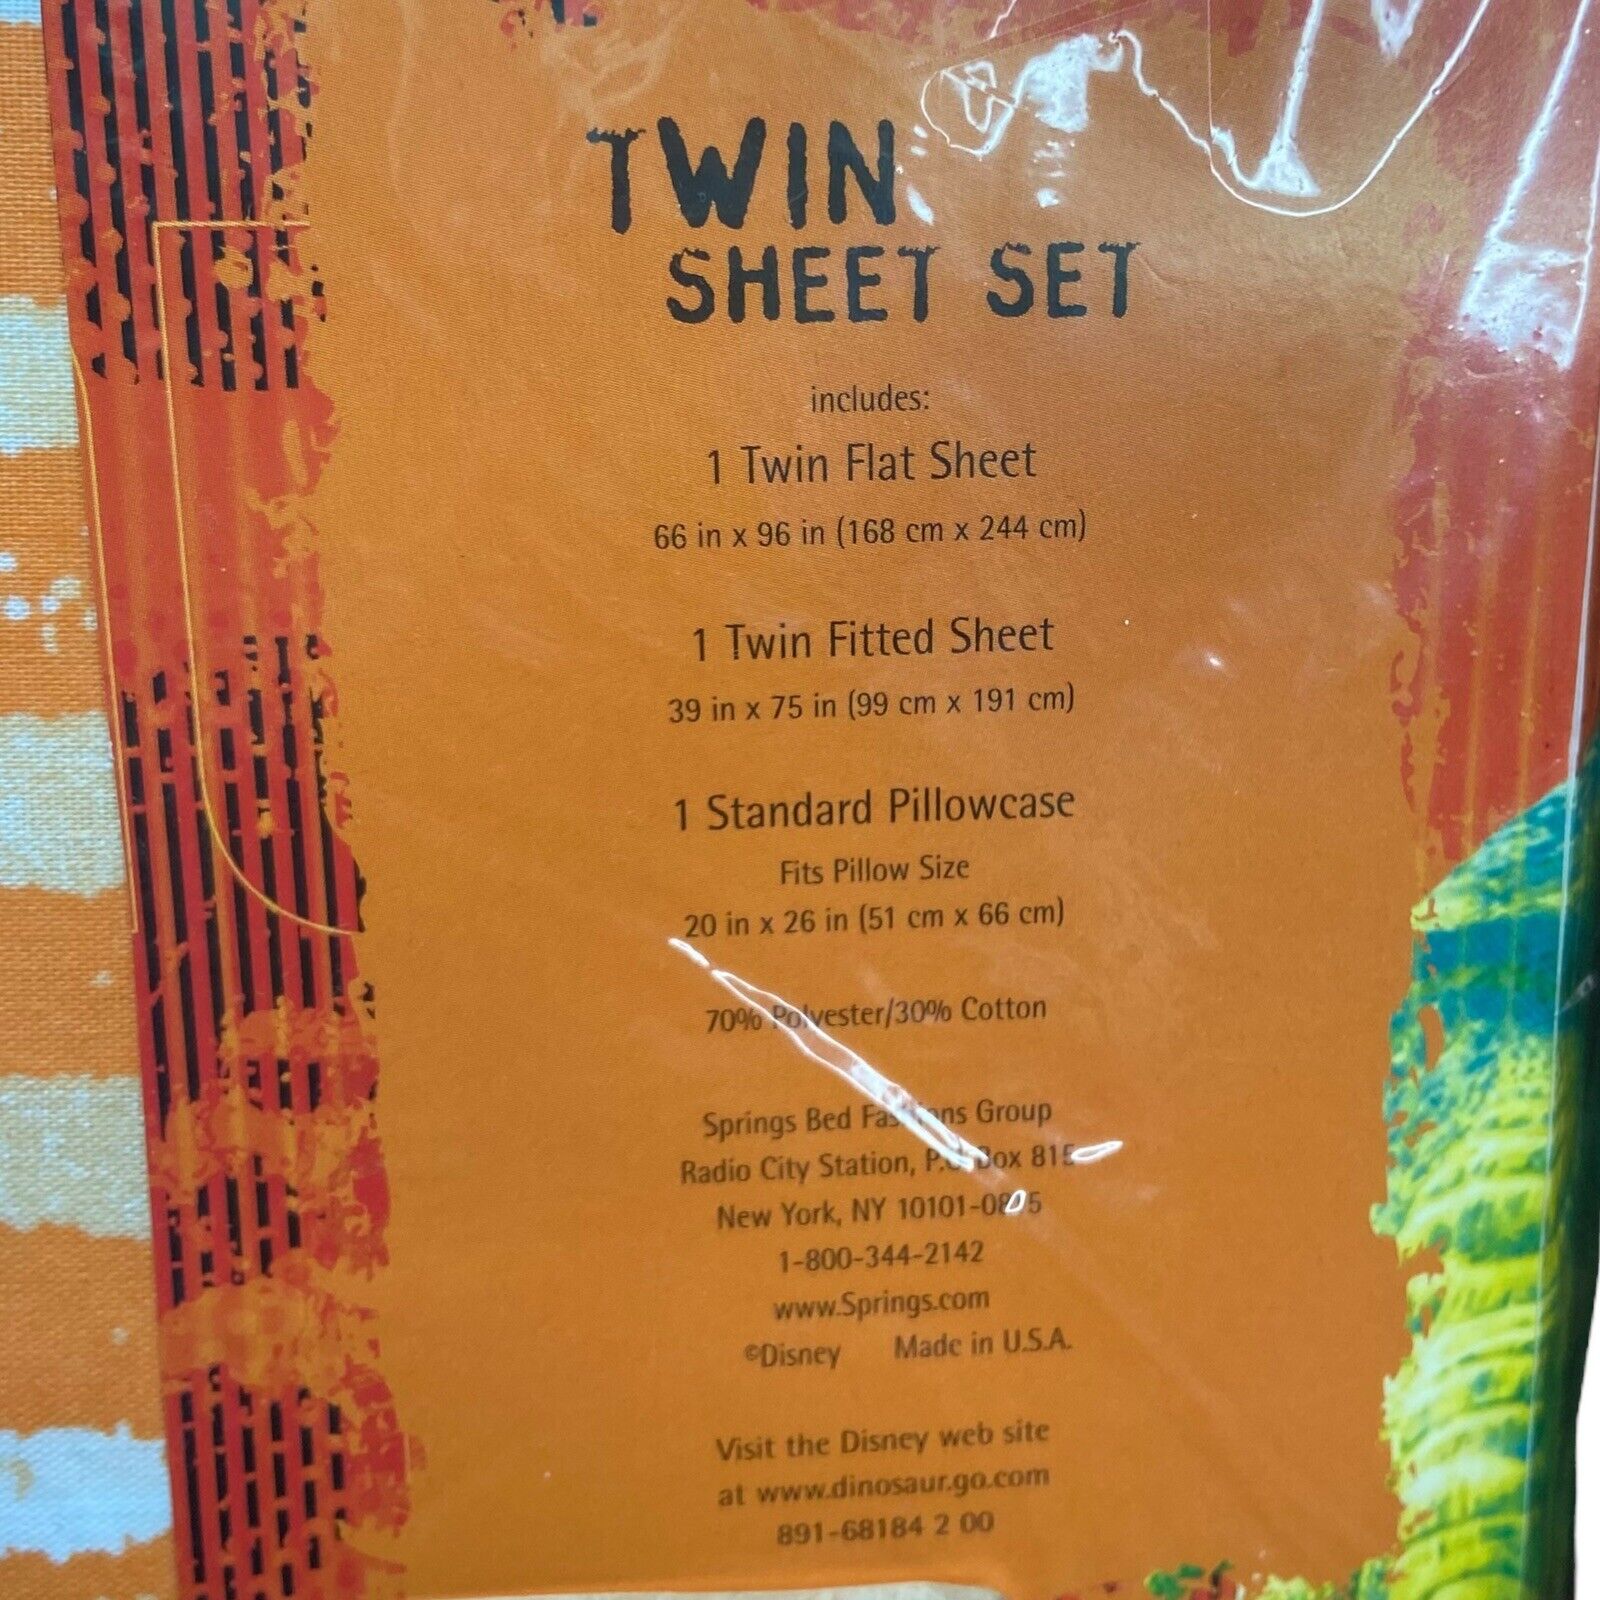 TWIN
SHEET SET
includes:
1 Twin Flat Sheet
66 in x 96 in (168 cm x 244 cm)
1 Twin Fitted Sheet
39 in x 75 in (99 cm x 191 cm)
1 Standard Pillowcase
Fits Pillow Size
20 in x 26 in (51 cm x 66 cm)
70% Polyester/30% Cotton
Springs Bed Fashions Group
Radio City Station, P.O. Box 815
New York, NY 10101-0815
1-800-344-2142
www.Springs.com
©Disney Made in U.S.A.
Visit the Disney web site
at www.dinosaur.go.com
891-68184 2 00